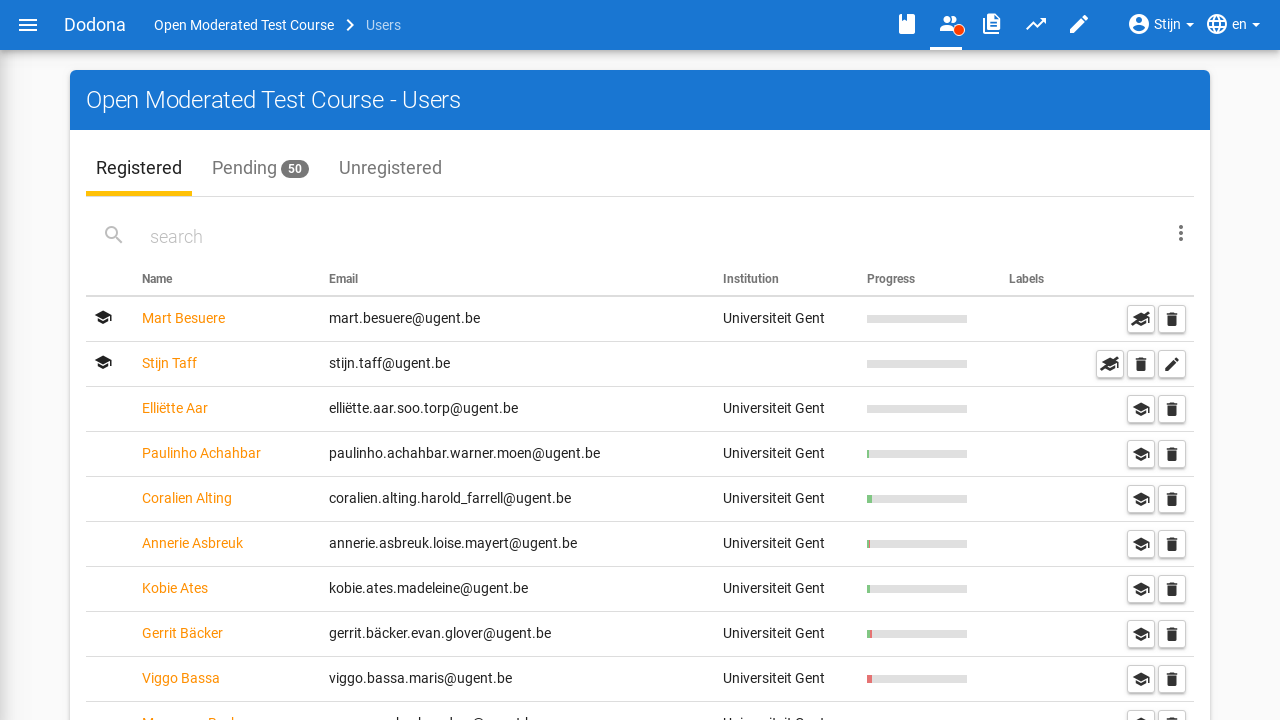 Dodona Open Moderated Test Course Users Stijn en
Open Moderated Test Course - Users
Registered Pending 50 Unregistered
search
Name Email Institution Progress Labels
Mart Besuere mart.besuere@ugent.be Universiteit Gent
Stijn Taff stijn.taff@ugent.be
Elliëtte Aar elliëtte.aar.soo.torp@ugent.be Universiteit Gent
Paulinho Achahbar paulinho.achahbar.warner.moen@ugent.be Universiteit Gent
Coralien Alting coralien.alting.harold_farrell@ugent.be Universiteit Gent
Annerie Asbreuk annerie.asbreuk.loise.mayert@ugent.be Universiteit Gent
Kobie Ates kobie.ates.madeleine@ugent.be Universiteit Gent
Gerrit Bäcker gerrit.bäcker.evan.glover@ugent.be Universiteit Gent
Viggo Bassa viggo.bassa.maris@ugent.be Universiteit Gent